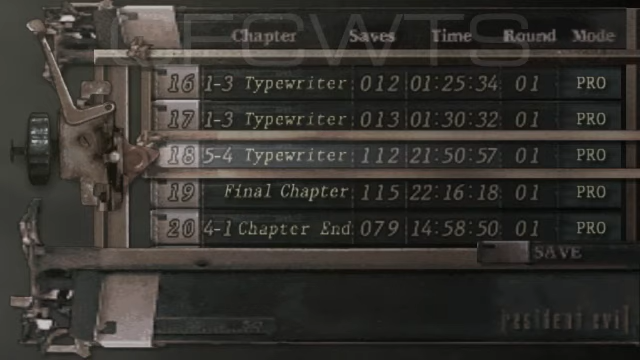 CFCWTS
Chapter Saves Time Round Mode
16 1-3 Typewriter 012 01:25:34 01 PRO
17 1-3 Typewriter 013 01:30:32 01 PRO
18 5-4 Typewriter 112 21:50:57 01 PRO
19 Final Chapter 115 22:16:18 01 PRO
20 4-1 Chapter End 079 14:58:50 01 PRO
SAVE
resident evil